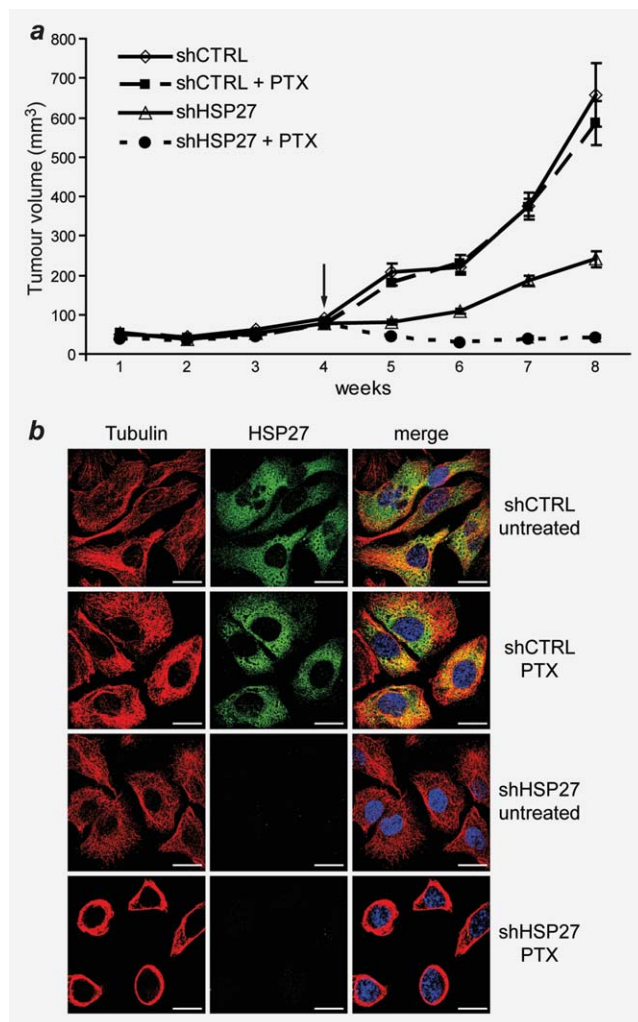 a
800
700
600
500
400
300
200
100
0
Tumour volume (mm³)
shCTRL
shCTRL + PTX
shHSP27
shHSP27 + PTX
1 2 3 4 5 6 7 8
weeks
b
Tubulin HSP27 merge
shCTRL
untreated
shCTRL
PTX
shHSP27
untreated
shHSP27
PTX